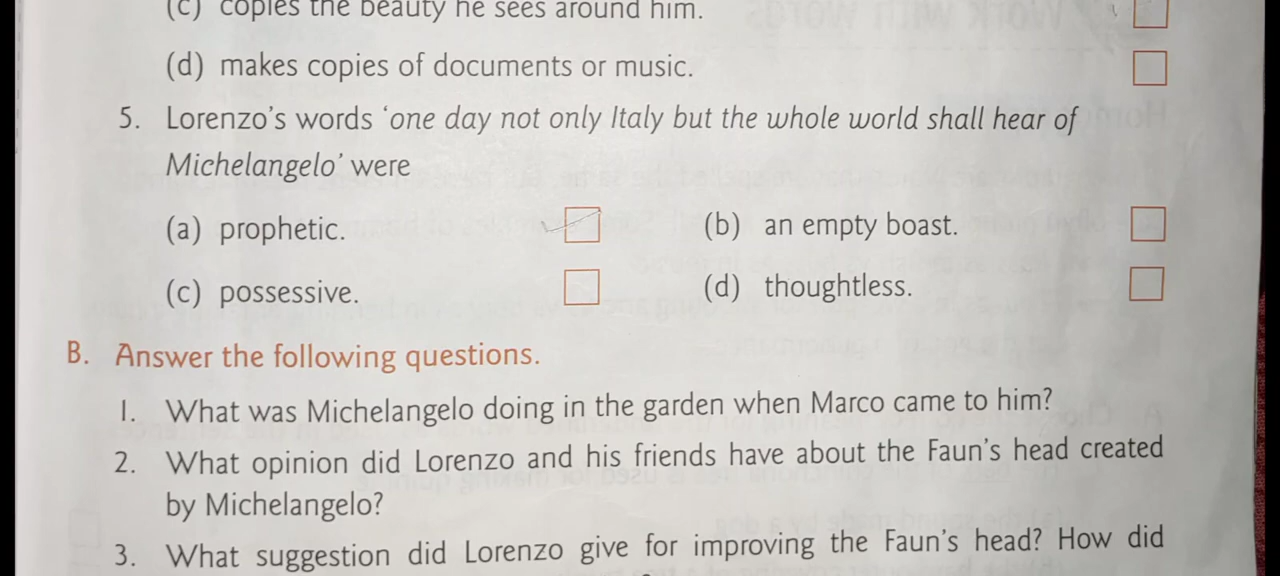 (c) copies the beauty he sees around him.
(d) makes copies of documents or music.
5. Lorenzo's words 'one day not only Italy but the whole world shall hear of
Michelangelo' were
(a) prophetic. (b) an empty boast.
(c) possessive. (d) thoughtless.
B. Answer the following questions.
1. What was Michelangelo doing in the garden when Marco came to him?
2. What opinion did Lorenzo and his friends have about the Faun's head created
by Michelangelo?
3. What suggestion did Lorenzo give for improving the Faun's head? How did